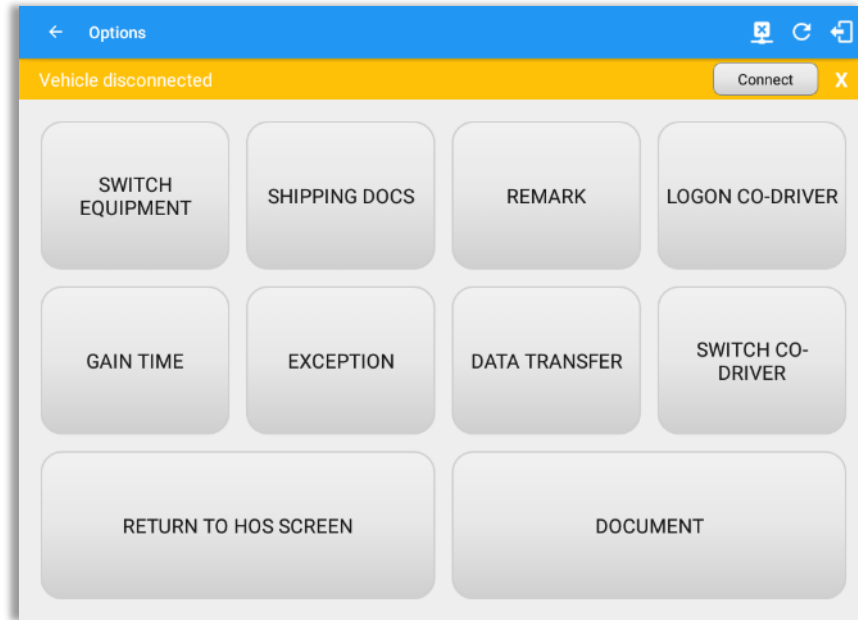 Options
Vehicle disconnected
Connect
X
SWITCH
EQUIPMENT
SHIPPING DOCS
REMARK
LOGON CO-DRIVER
GAIN TIME
EXCEPTION
DATA TRANSFER
SWITCH CO-
DRIVER
RETURN TO HOS SCREEN
DOCUMENT